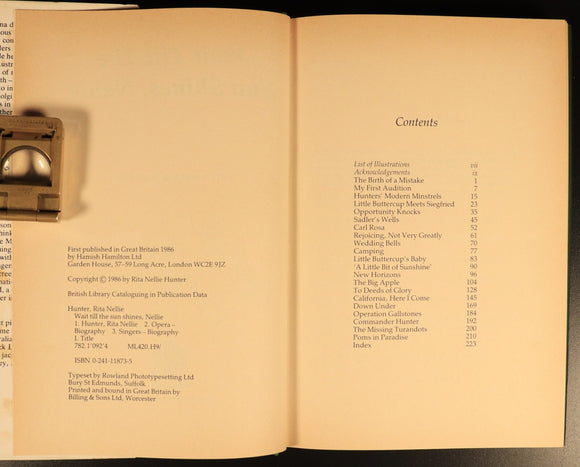 First published in Great Britain 1986
by Hamish Hamilton Ltd
Garden House, 57–59 Long Acre, London WC2E 9JZ
Copyright © 1986 by Rita Nellie Hunter
British Library Cataloguing in Publication Data
Hunter, Rita Nellie
Wait till the sun shines, Nellie.
1. Hunter, Rita Nellie 2. Opera –
Biography 3. Singers – Biography
I. Title
782.1'092'4 ML420.H9/
ISBN 0-241-11873-5
Typeset by Rowland Phototypesetting Ltd
Bury St Edmunds, Suffolk
Printed and bound in Great Britain by
Billing & Sons Ltd, Worcester
Contents
List of Illustrations vii
Acknowledgements ix
The Birth of a Mistake 1
My First Audition 7
Hunters' Modern Minstrels 15
Little Buttercup Meets Siegfried 23
Opportunity Knocks 35
Sadler's Wells 45
Carl Rosa 52
Rejoicing, Not Very Greatly 61
Wedding Bells 70
Camping 77
Little Buttercup's Baby 83
'A Little Bit of Sunshine' 90
New Horizons 96
The Big Apple 104
To Deeds of Glory 128
California, Here I Come 145
Down Under 169
Operation Gallstones 184
Commander Hunter 192
The Missing Turandots 200
Poms in Paradise 210
Index 223